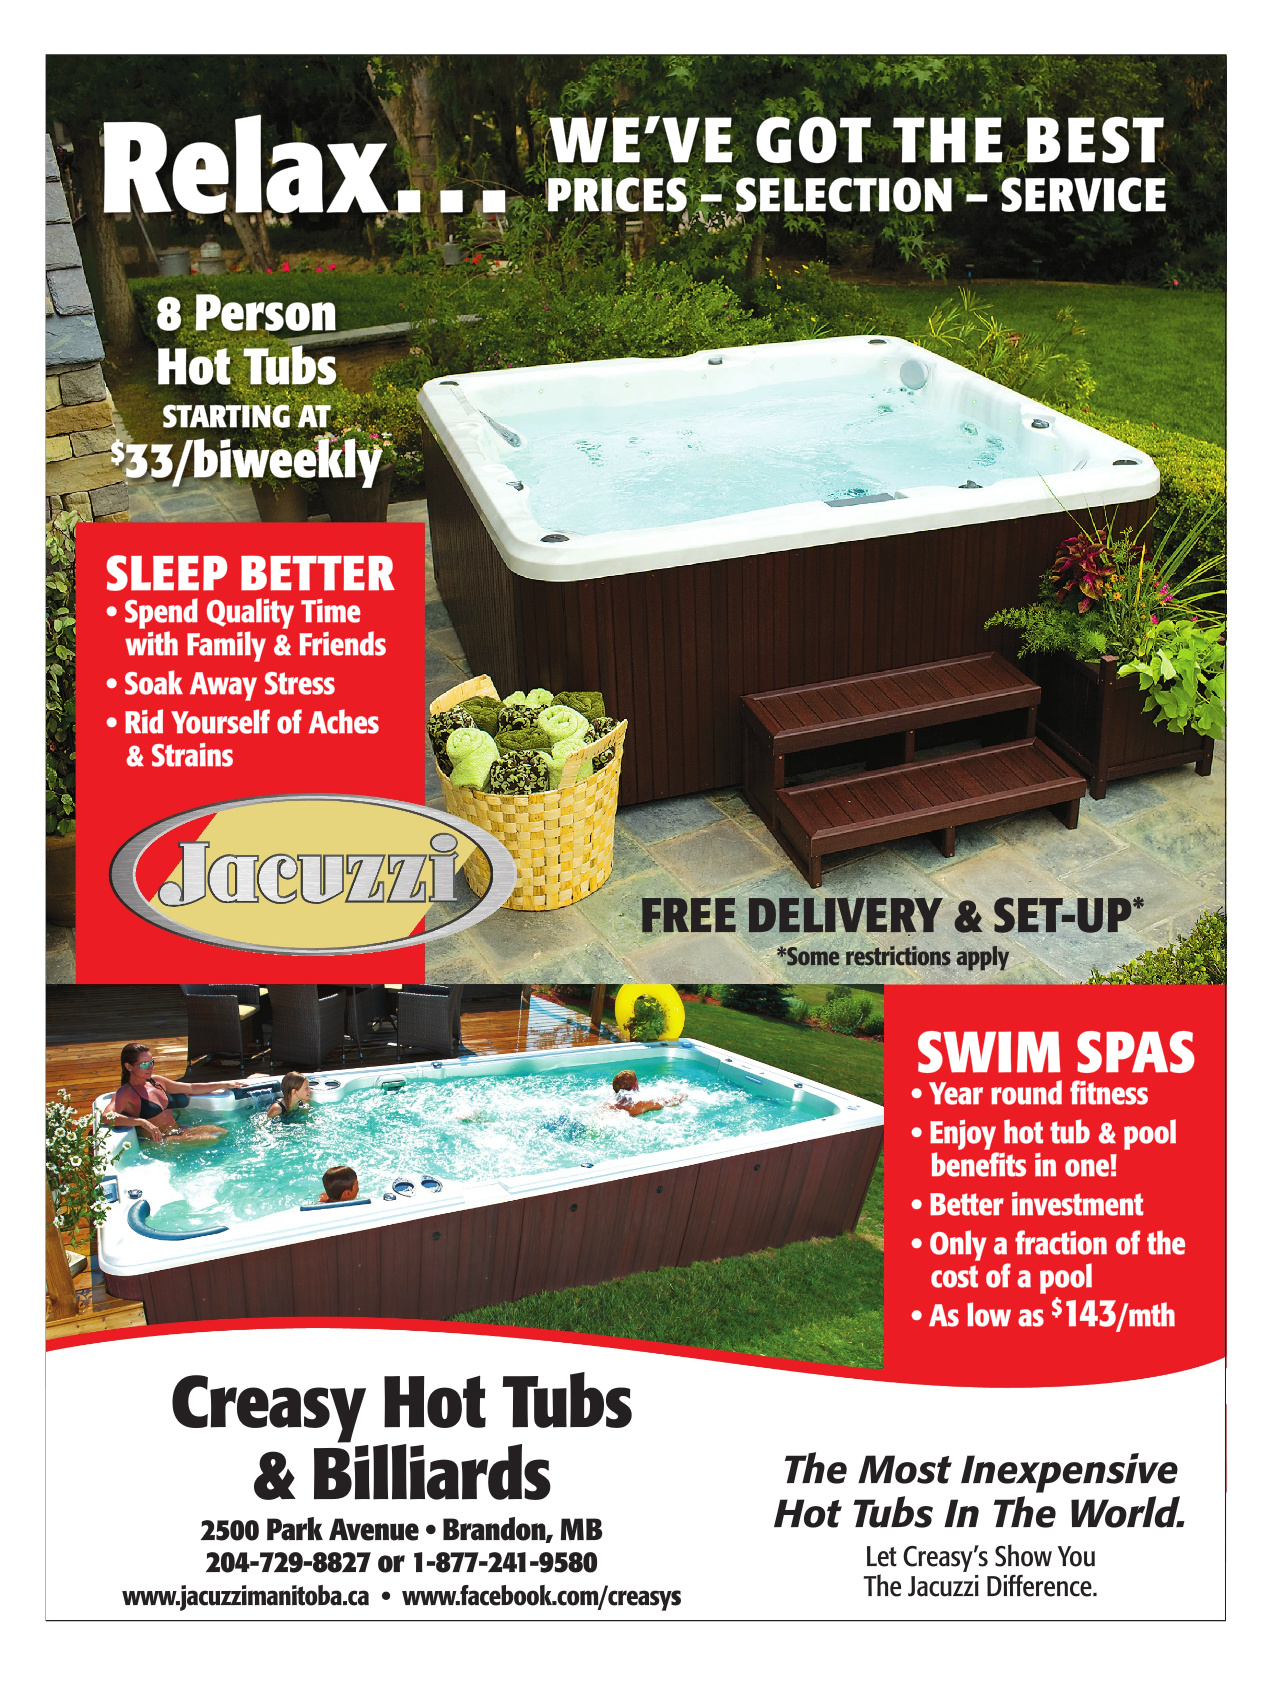 Relax...
WE'VE GOT THE BEST
PRICES – SELECTION – SERVICE
8 Person
Hot Tubs
STARTING AT
$33/biweekly
SLEEP BETTER
• Spend Quality Time
with Family & Friends
• Soak Away Stress
• Rid Yourself of Aches
& Strains
Jacuzzi
FREE DELIVERY & SET-UP*
*Some restrictions apply
SWIM SPAS
• Year round fitness
• Enjoy hot tub & pool
benefits in one!
• Better investment
• Only a fraction of the
cost of a pool
• As low as $143/mth
Creasy Hot Tubs
& Billiards
2500 Park Avenue • Brandon, MB
204-729-8827 or 1-877-241-9580
www.jacuzzimanitoba.ca • www.facebook.com/creasys
The Most Inexpensive
Hot Tubs In The World.
Let Creasy's Show You
The Jacuzzi Difference.